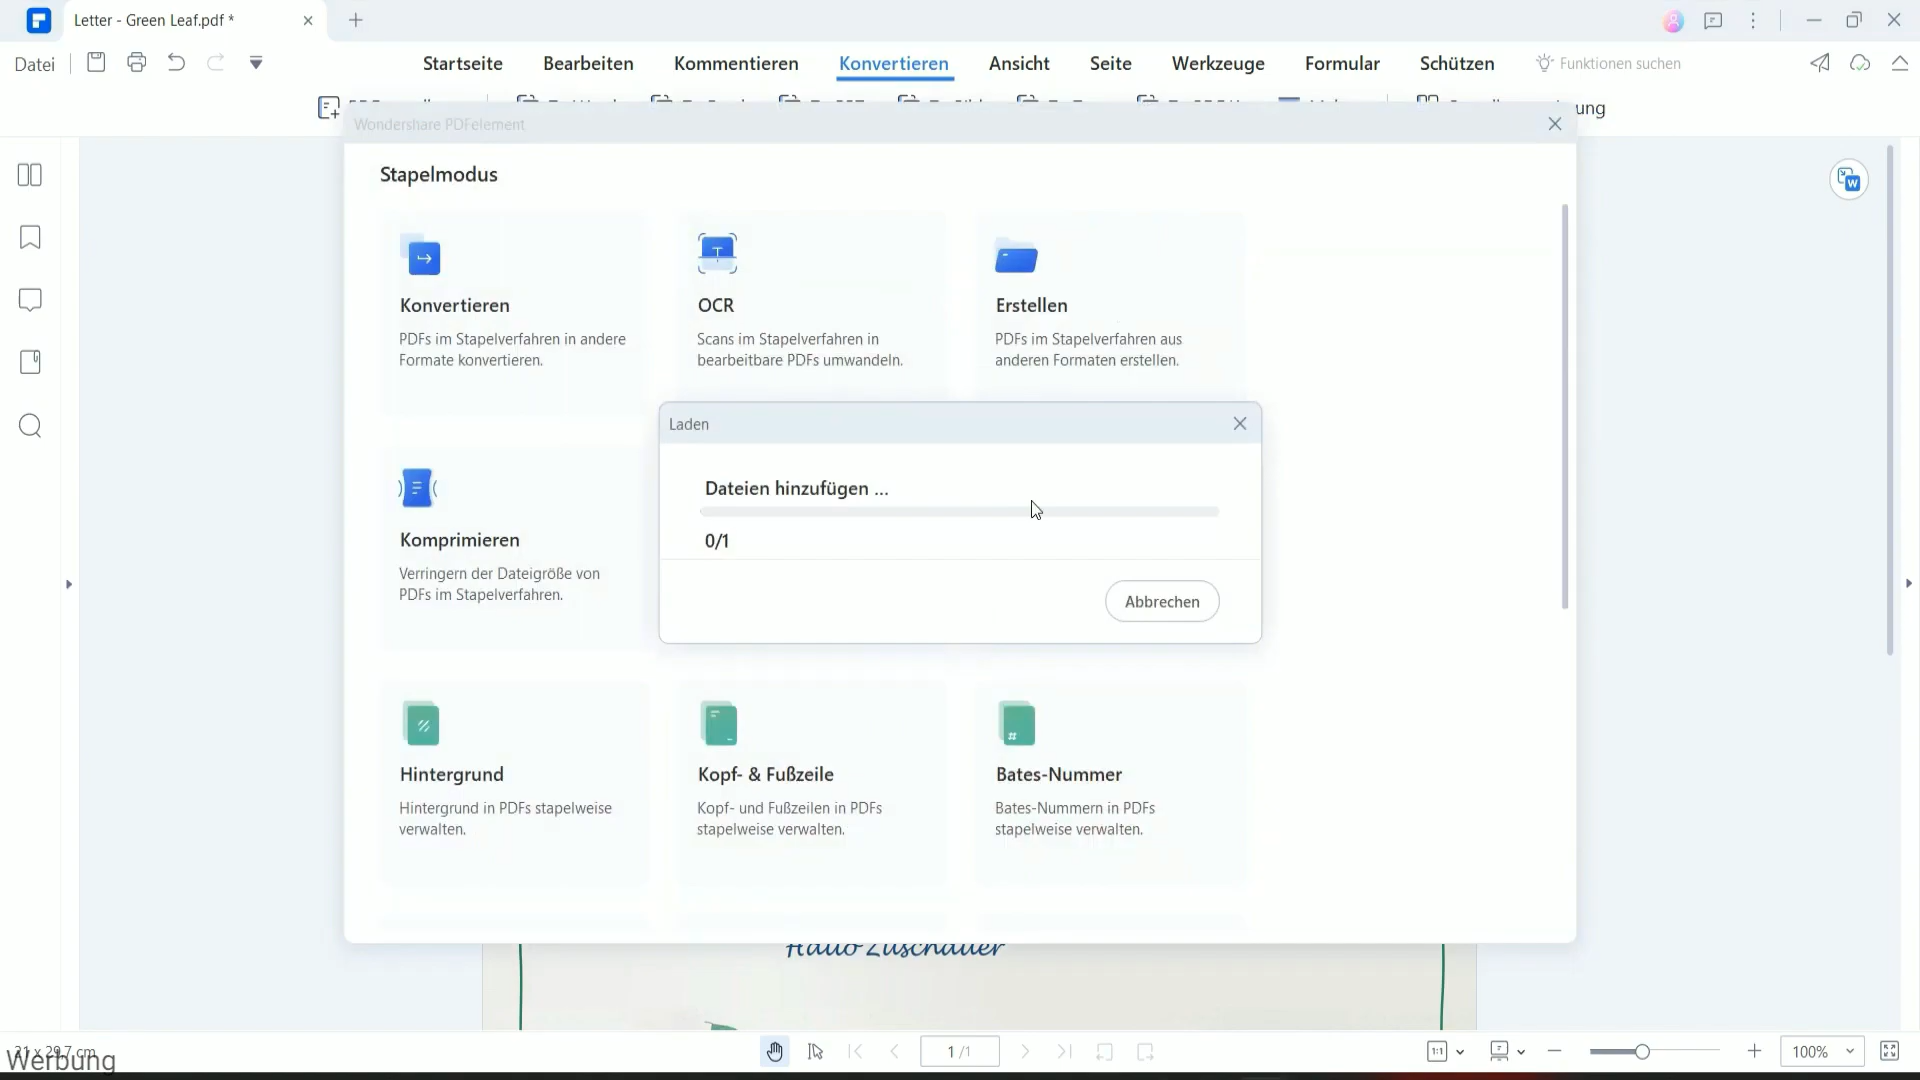 Letter - Green Leaf.pdf *
Datei
Startseite
Bearbeiten
Kommentieren
Konvertieren
Ansicht
Seite
Werkzeuge
Formular
Schützen
Funktionen suchen
Wondershare PDFelement
Stapelmodus
Konvertieren
PDFs im Stapelverfahren in andere
Formate konvertieren.
OCR
Scans im Stapelverfahren in
bearbeitbare PDFs umwandeln.
Erstellen
PDFs im Stapelverfahren aus
anderen Formaten erstellen.
Laden
Dateien hinzufügen ...
0/1
Abbrechen
Komprimieren
Verringern der Dateigröße von
PDFs im Stapelverfahren.
Hintergrund
Hintergrund in PDFs stapelweise
verwalten.
Kopf- & Fußzeile
Kopf- und Fußzeilen in PDFs
stapelweise verwalten.
Bates-Nummer
Bates-Nummern in PDFs
stapelweise verwalten.
Hallo Zuschauer
21 x 29,7 cm
Werbung
1 /1
100%